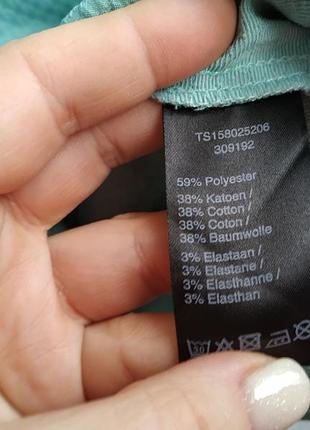 TS158025206
309192
59% Polyester
38% Katoen /
38% Cotton /
38% Coton /
38% Baumwolle
3% Elastaan /
3% Elastane /
3% Elasthanne /
3% Elasthan
30